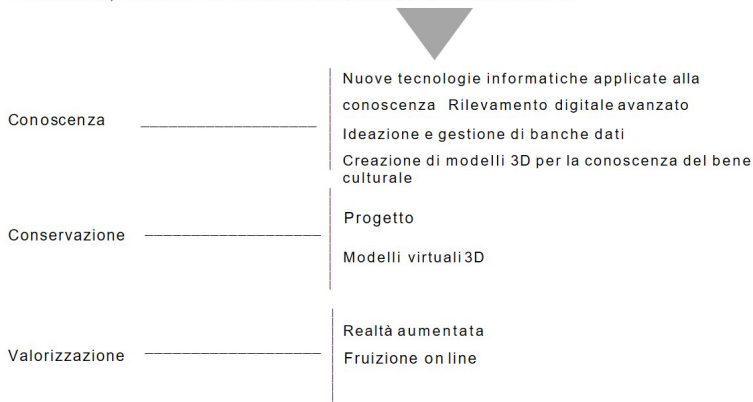 Conoscenza
Nuove tecnologie informatiche applicate alla
conoscenza Rilevamento digitale avanzato
Ideazione e gestione di banche dati
Creazione di modelli 3D per la conoscenza del bene
culturale
Conservazione
Progetto
Modelli virtuali 3D
Valorizzazione
Realtà aumentata
Fruizione on line